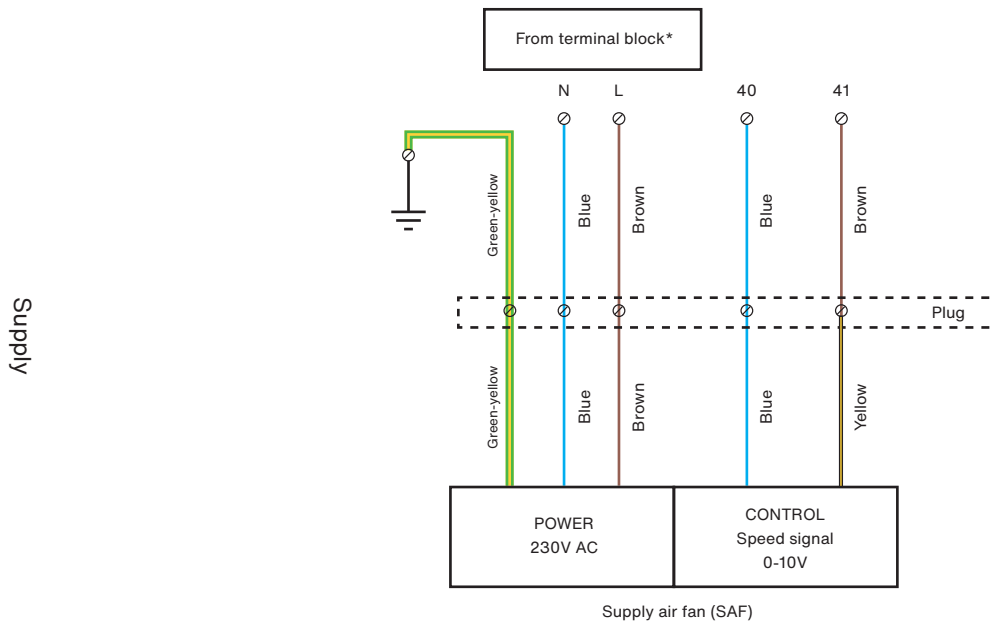 From terminal block*
N
L
40
41
Green-yellow
Blue
Brown
Blue
Brown
Supply
Plug
Green-yellow
Blue
Brown
Blue
Yellow
POWER
230V AC
CONTROL
Speed signal
0-10V
Supply air fan (SAF)